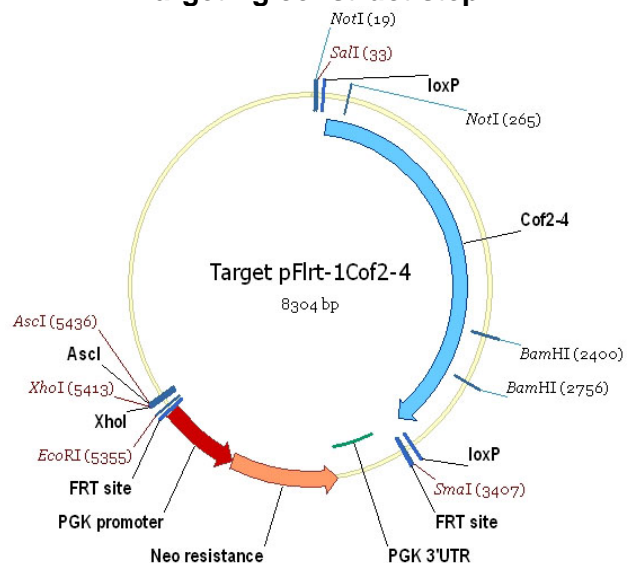 NotI (19)
SalI (33)
loxP
NotI (265)
Cof2-4
Target pFlrt-1Cof2-4
8304 bp
BamHI (2400)
BamHI (2756)
loxP
SmaI (3407)
FRT site
PGK 3'UTR
Neo resistance
PGK promoter
FRT site
EcoRI (5355)
XhoI
XhoI (5413)
AscI
AscI (5436)